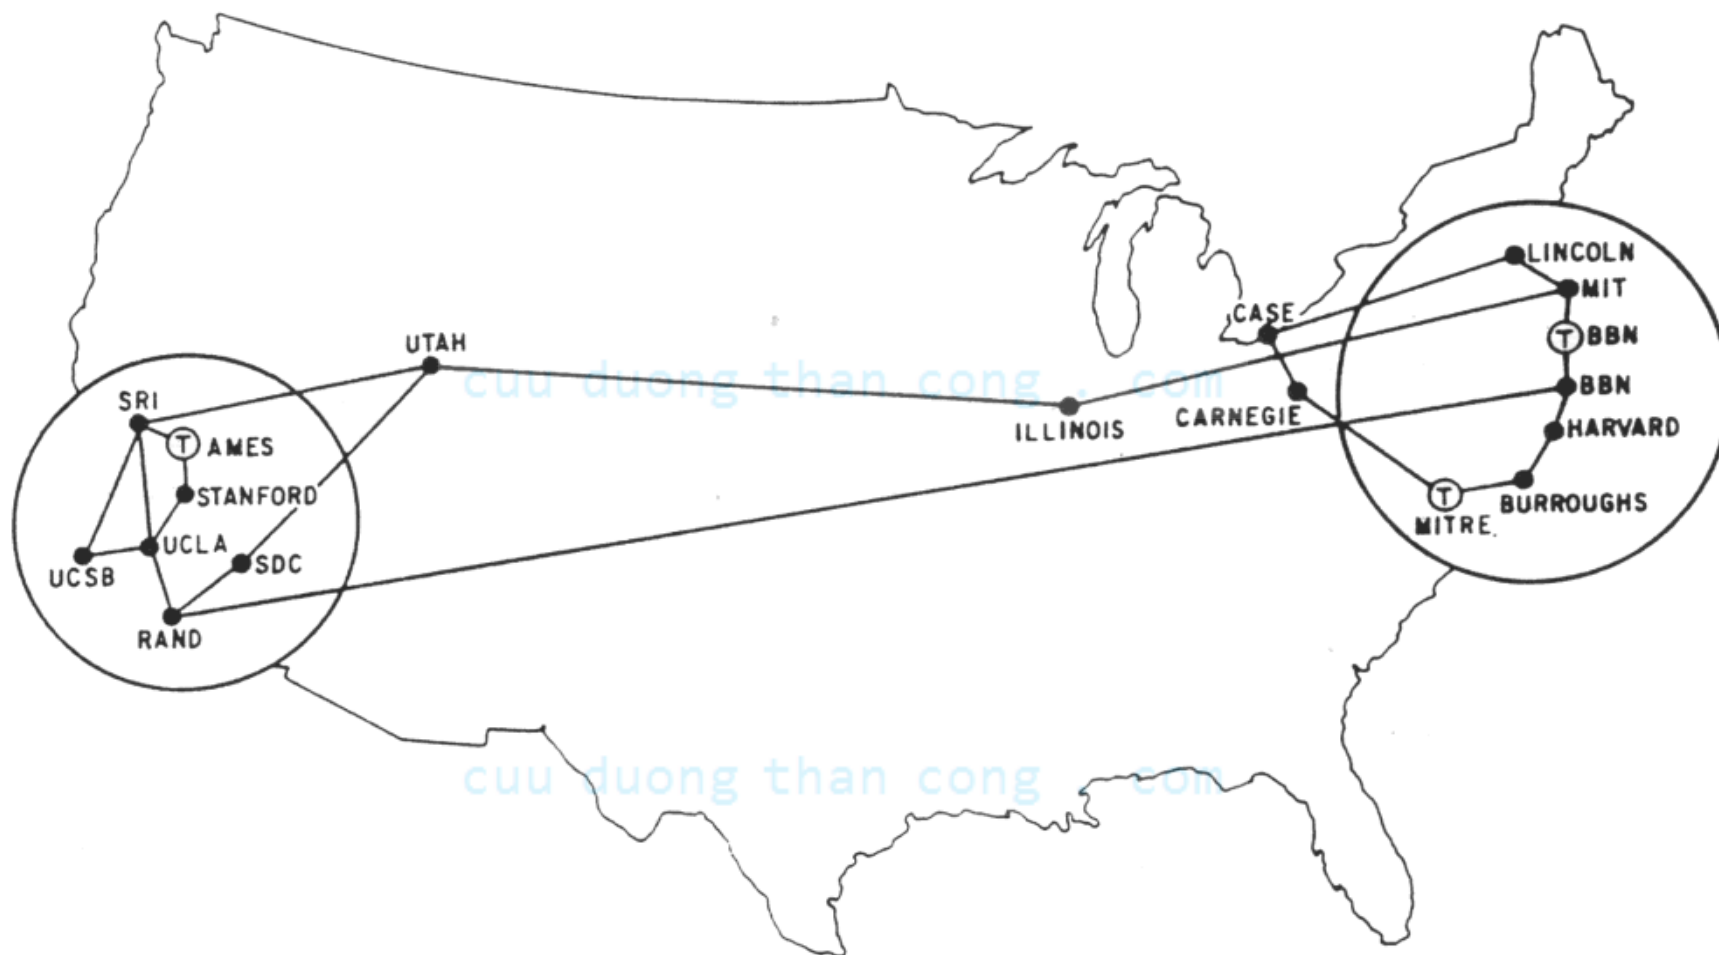 LINCOLN
MIT
CASE
T BBN
UTAH
cuu duong than cong . com
BBN
SRI
CARNEGIE
ILLINOIS
HARVARD
T AMES
STANFORD
T
BURROUGHS
MITRE.
UCLA
SDC
UCSB
RAND
cuu duong than cong . com